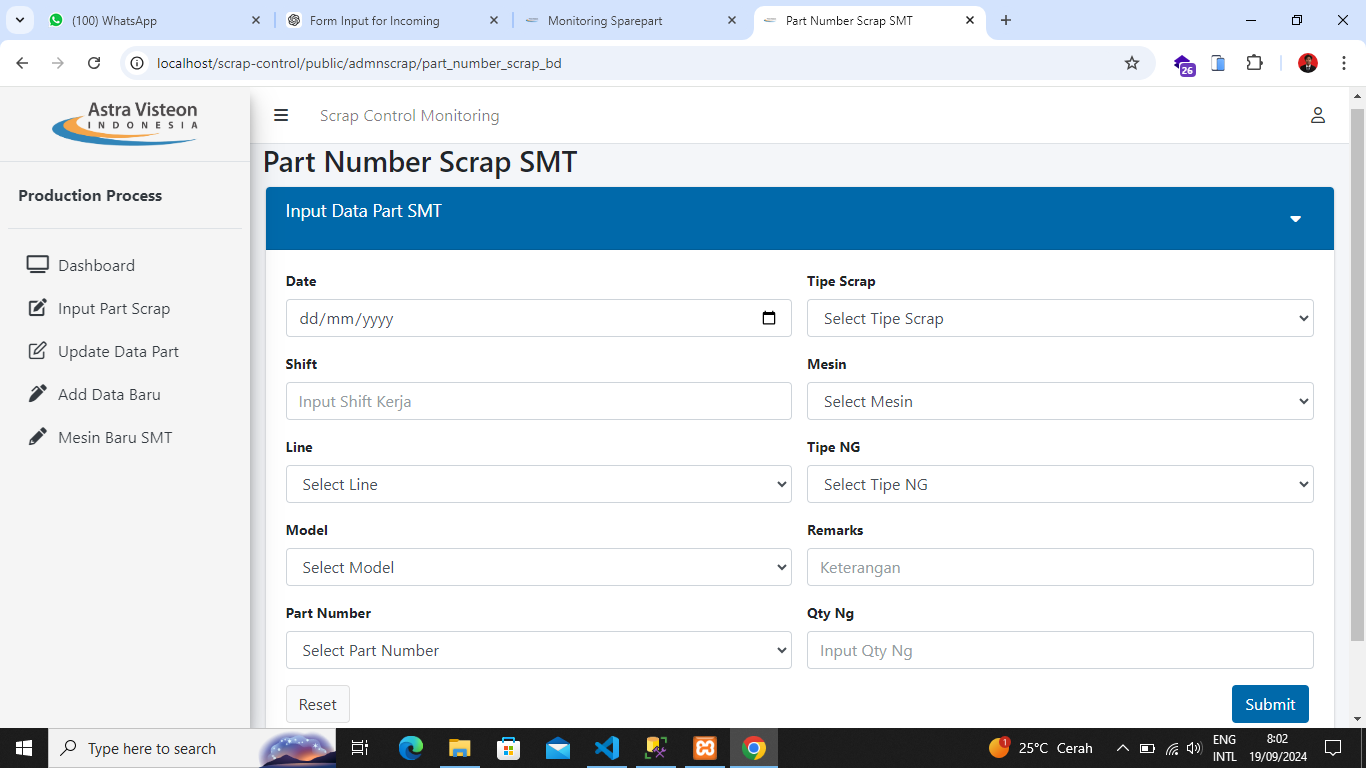 (100) WhatsApp
Form Input for Incoming
Monitoring Sparepart
Part Number Scrap SMT
localhost/scrap-control/public/admnscrap/part_number_scrap_bd
26
Astra Visteon
INDONESIA
Scrap Control Monitoring
Production Process
Dashboard
Input Part Scrap
Update Data Part
Add Data Baru
Mesin Baru SMT
Part Number Scrap SMT
Input Data Part SMT
Date
dd/mm/yyyy
Tipe Scrap
Select Tipe Scrap
Shift
Input Shift Kerja
Mesin
Select Mesin
Line
Select Line
Tipe NG
Select Tipe NG
Model
Select Model
Remarks
Keterangan
Part Number
Select Part Number
Qty Ng
Input Qty Ng
Reset
Submit
Type here to search
25°C Cerah
ENG
INTL
8:02
19/09/2024